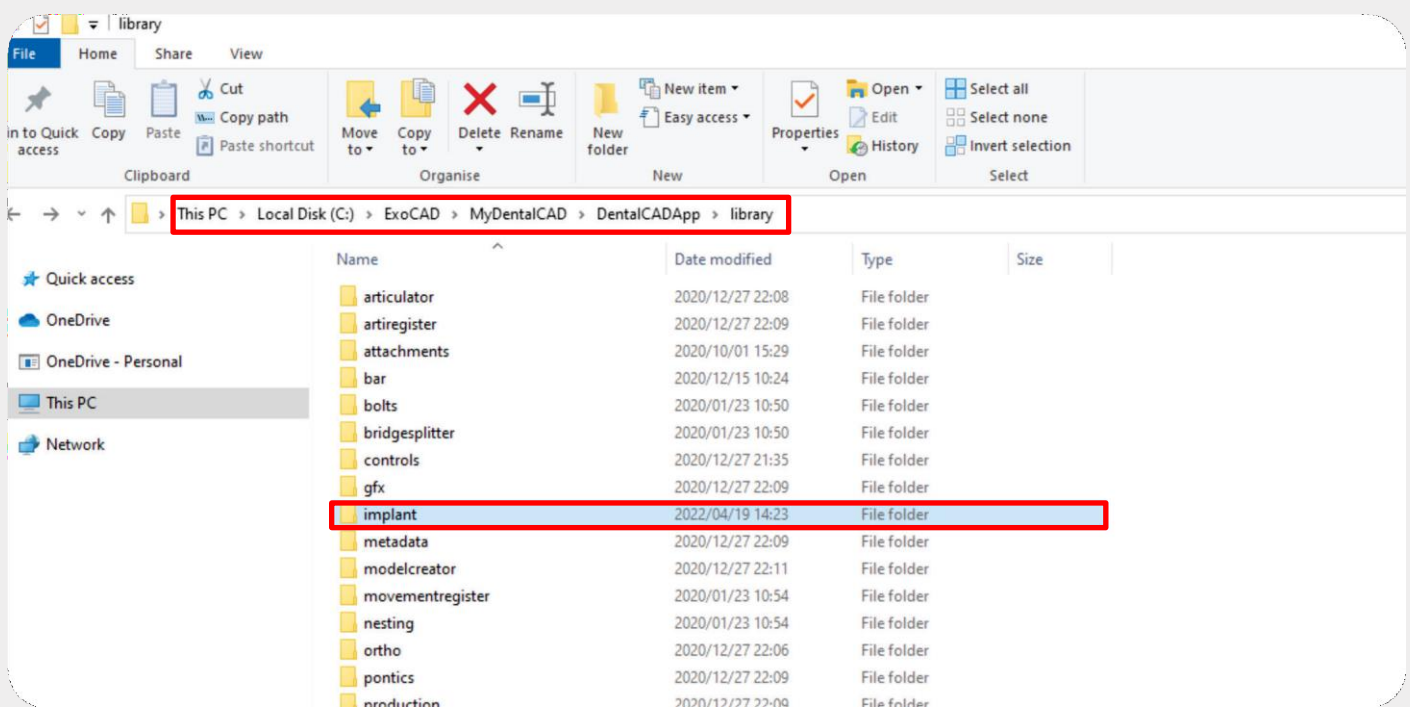 library
File Home Share View
in to Quick access
Copy
Paste
Cut
Copy path
Paste shortcut
Move to
Copy to
Delete
Rename
New folder
New item
Easy access
Properties
Open
Edit
History
Select all
Select none
Invert selection
Clipboard Organise New Open Select
This PC > Local Disk (C:) > ExoCAD > MyDentalCAD > DentalCADApp > library
Quick access
OneDrive
OneDrive - Personal
This PC
Network
Name Date modified Type Size
articulator 2020/12/27 22:08 File folder
artiregister 2020/12/27 22:09 File folder
attachments 2020/10/01 15:29 File folder
bar 2020/12/15 10:24 File folder
bolts 2020/01/23 10:50 File folder
bridgesplitter 2020/01/23 10:50 File folder
controls 2020/12/27 21:35 File folder
gfx 2020/12/27 22:09 File folder
implant 2022/04/19 14:23 File folder
metadata 2020/12/27 22:09 File folder
modelcreator 2020/12/27 22:11 File folder
movementregister 2020/01/23 10:54 File folder
nesting 2020/01/23 10:54 File folder
ortho 2020/12/27 22:06 File folder
pontics 2020/12/27 22:09 File folder
production 2020/12/27 22:09 File folder